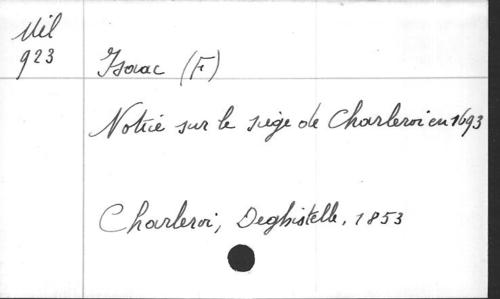 Mil
923
Isaac (F)
Notice sur le siège de Charleroi en 1693
Charleroi, Deghistelle, 1853